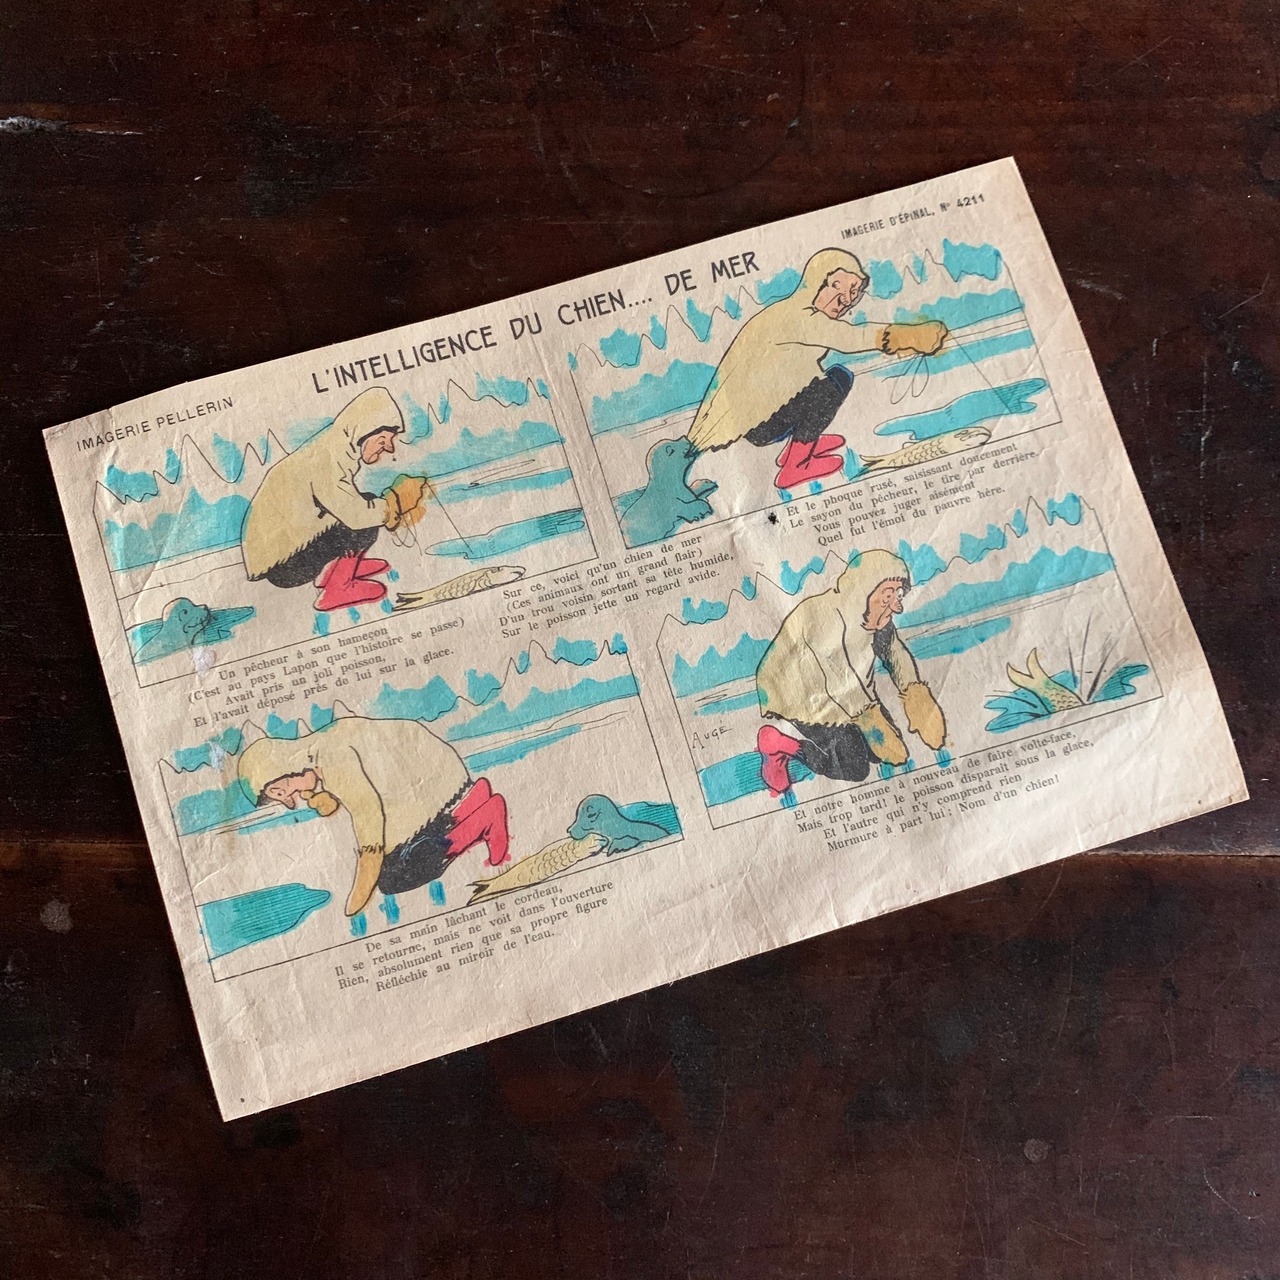 IMAGERIE PELLERIN
L'INTELLIGENCE DU CHIEN.... DE MER
IMAGERIE D'ÉPINAL, Nº 4211
Un pêcheur à son hameçon
(C'est au pays Lapon que l'histoire se passe)
Avait pris un joli poisson,
Et l'avait déposé près de lui sur la glace.
Sur ce, voici qu'un chien de mer
(Ces animaux ont un grand flair)
D'un trou voisin sortant sa tête humide,
Sur le poisson jette un regard avide.
Et le phoque rusé, saisissant doucement
Le sayon du pêcheur, le tire par derrière.
Vous pouvez juger aisément
Quel fut l'émoi du pauvre hère.
De sa main lâchant le cordeau,
Il se retourne, mais ne voit dans l'ouverture
Rien, absolument rien que sa propre figure
Réfléchie au miroir de l'eau.
AUGE
Et notre homme à nouveau de faire volte-face,
Mais trop tard! le poisson disparaît sous la glace,
Et l'autre qui n'y comprend rien
Murmure à part lui: Nom d'un chien!